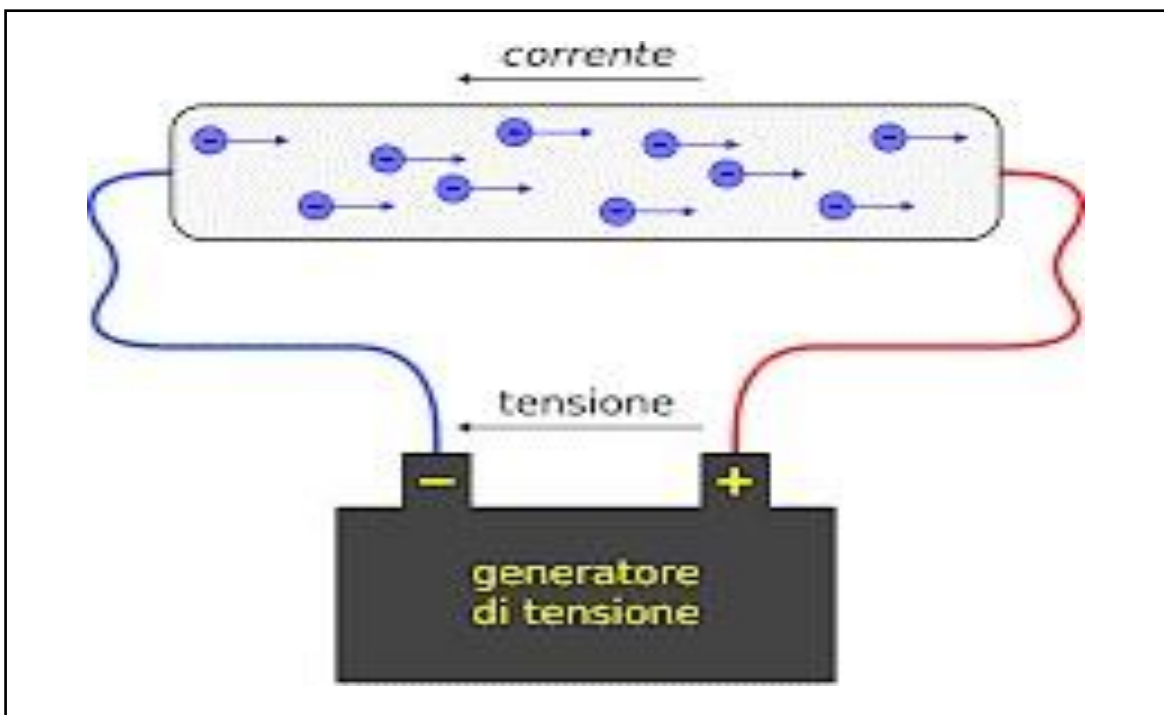 corrente
tensione
− +
generatore
di tensione